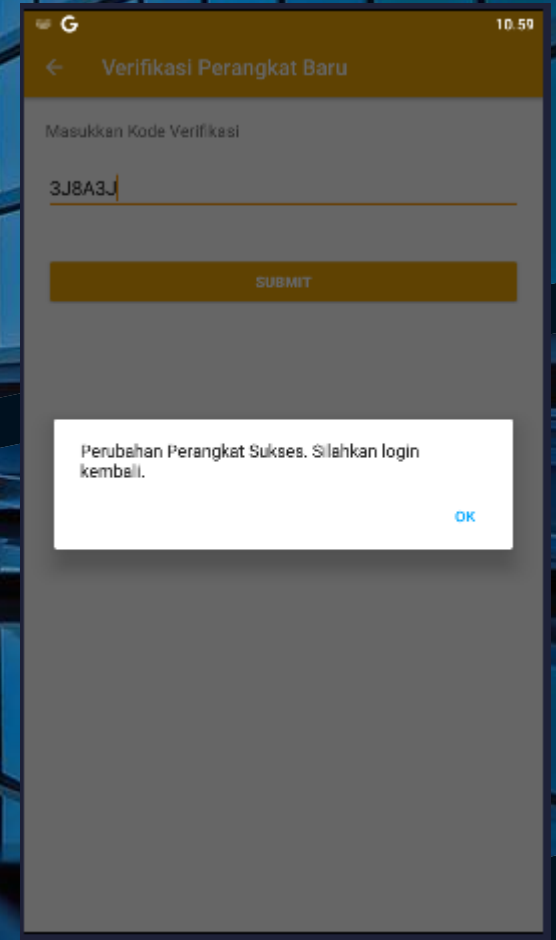 G 10.59
Verifikasi Perangkat Baru
Masukkan Kode Verifikasi
3J8A3J
SUBMIT
Perubahan Perangkat Sukses. Silahkan login
kembali.
OK